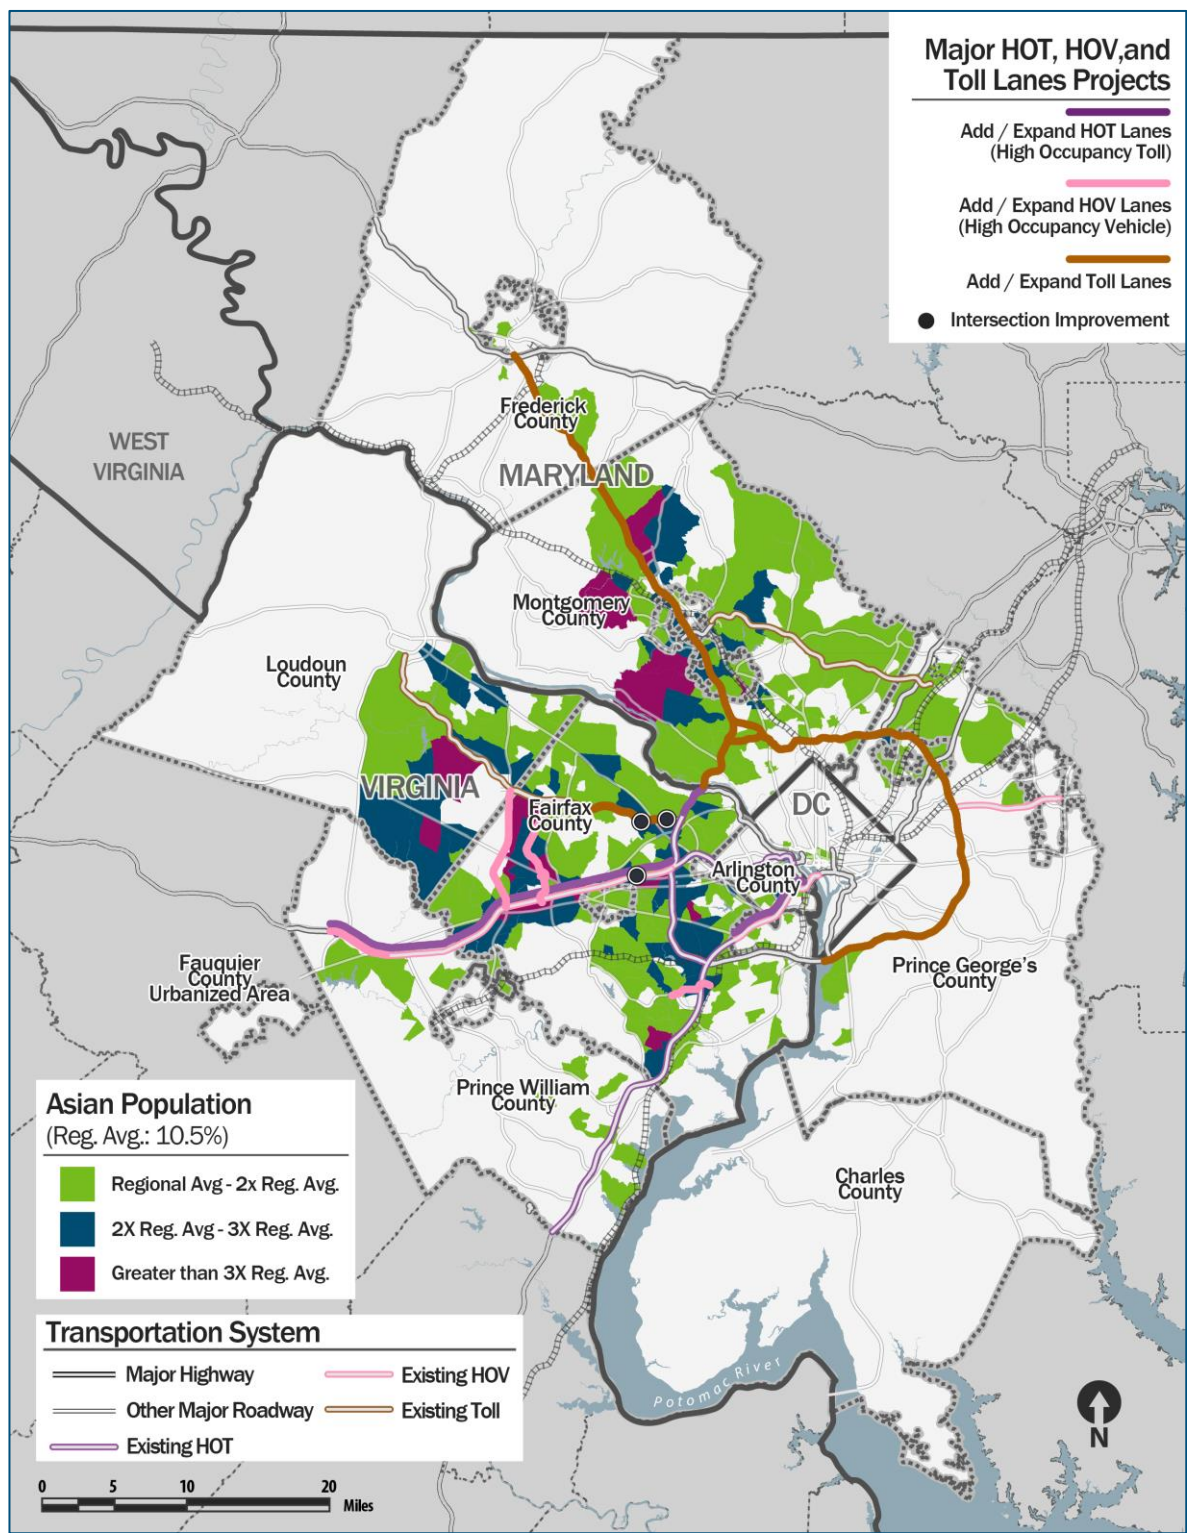 Major HOT, HOV,and
Toll Lanes Projects
Add / Expand HOT Lanes
(High Occupancy Toll)
Add / Expand HOV Lanes
(High Occupancy Vehicle)
Add / Expand Toll Lanes
Intersection Improvement
WEST
VIRGINIA
Frederick
County
MARYLAND
Montgomery
County
Loudoun
County
VIRGINIA
Fairfax
County
DC
Arlington
County
Fauquier
County
Urbanized Area
Prince George's
County
Prince William
County
Charles
County
Potomac River
Asian Population
(Reg. Avg.: 10.5%)
Regional Avg - 2x Reg. Avg.
2X Reg. Avg - 3X Reg. Avg.
Greater than 3X Reg. Avg.
Transportation System
Major Highway
Existing HOV
Other Major Roadway
Existing Toll
Existing HOT
N
0 5 10 20
Miles